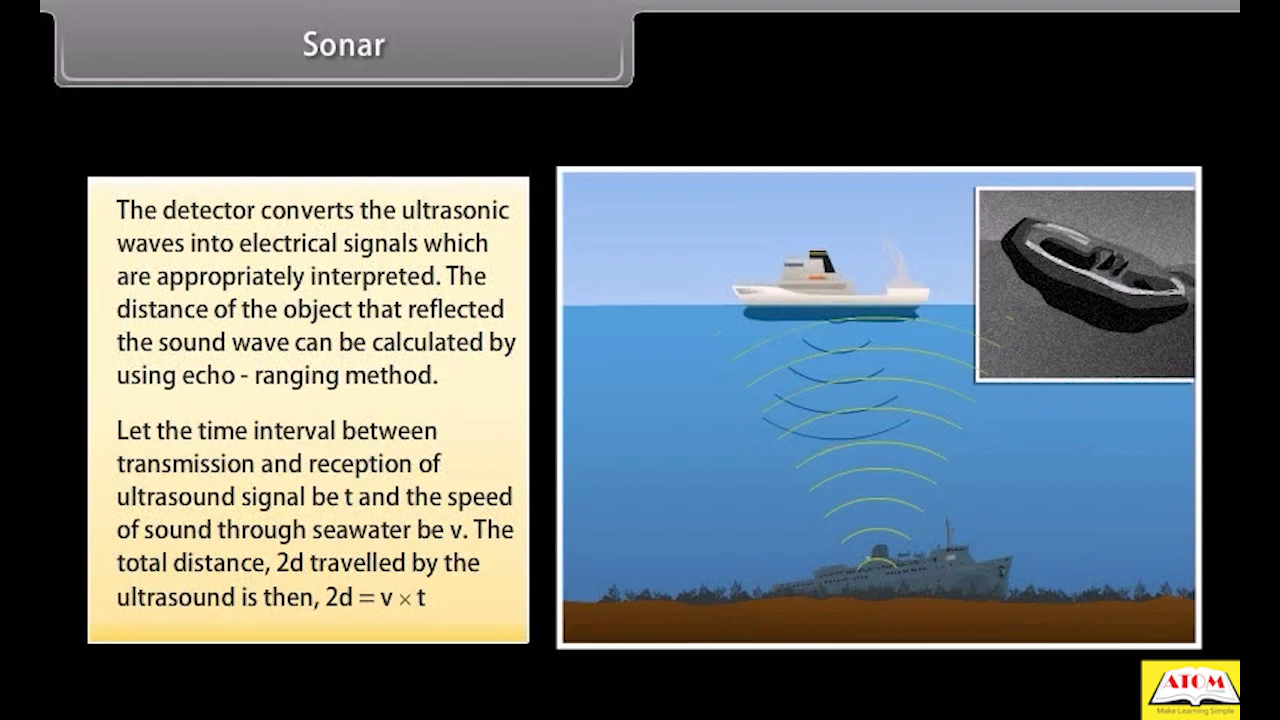 Sonar
The detector converts the ultrasonic
waves into electrical signals which
are appropriately interpreted. The
distance of the object that reflected
the sound wave can be calculated by
using echo - ranging method.
Let the time interval between
transmission and reception of
ultrasound signal be t and the speed
of sound through seawater be v. The
total distance, 2d travelled by the
ultrasound is then, 2d = v × t
ATOM
Make Learning Simple